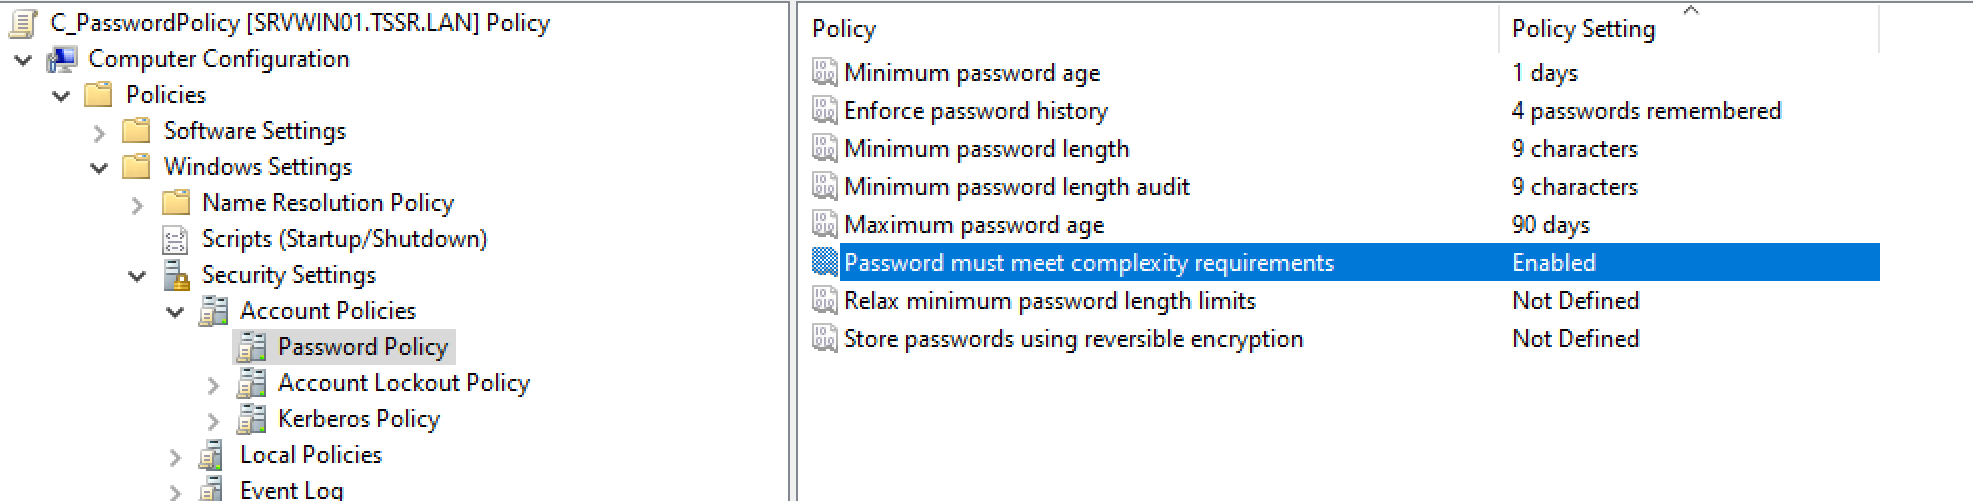 C_PasswordPolicy [SRVWIN01.TSSR.LAN] Policy
Computer Configuration
Policies
Software Settings
Windows Settings
Name Resolution Policy
Scripts (Startup/Shutdown)
Security Settings
Account Policies
Password Policy
Account Lockout Policy
Kerberos Policy
Local Policies
Event Log
Policy Policy Setting
Minimum password age 1 days
Enforce password history 4 passwords remembered
Minimum password length 9 characters
Minimum password length audit 9 characters
Maximum password age 90 days
Password must meet complexity requirements Enabled
Relax minimum password length limits Not Defined
Store passwords using reversible encryption Not Defined